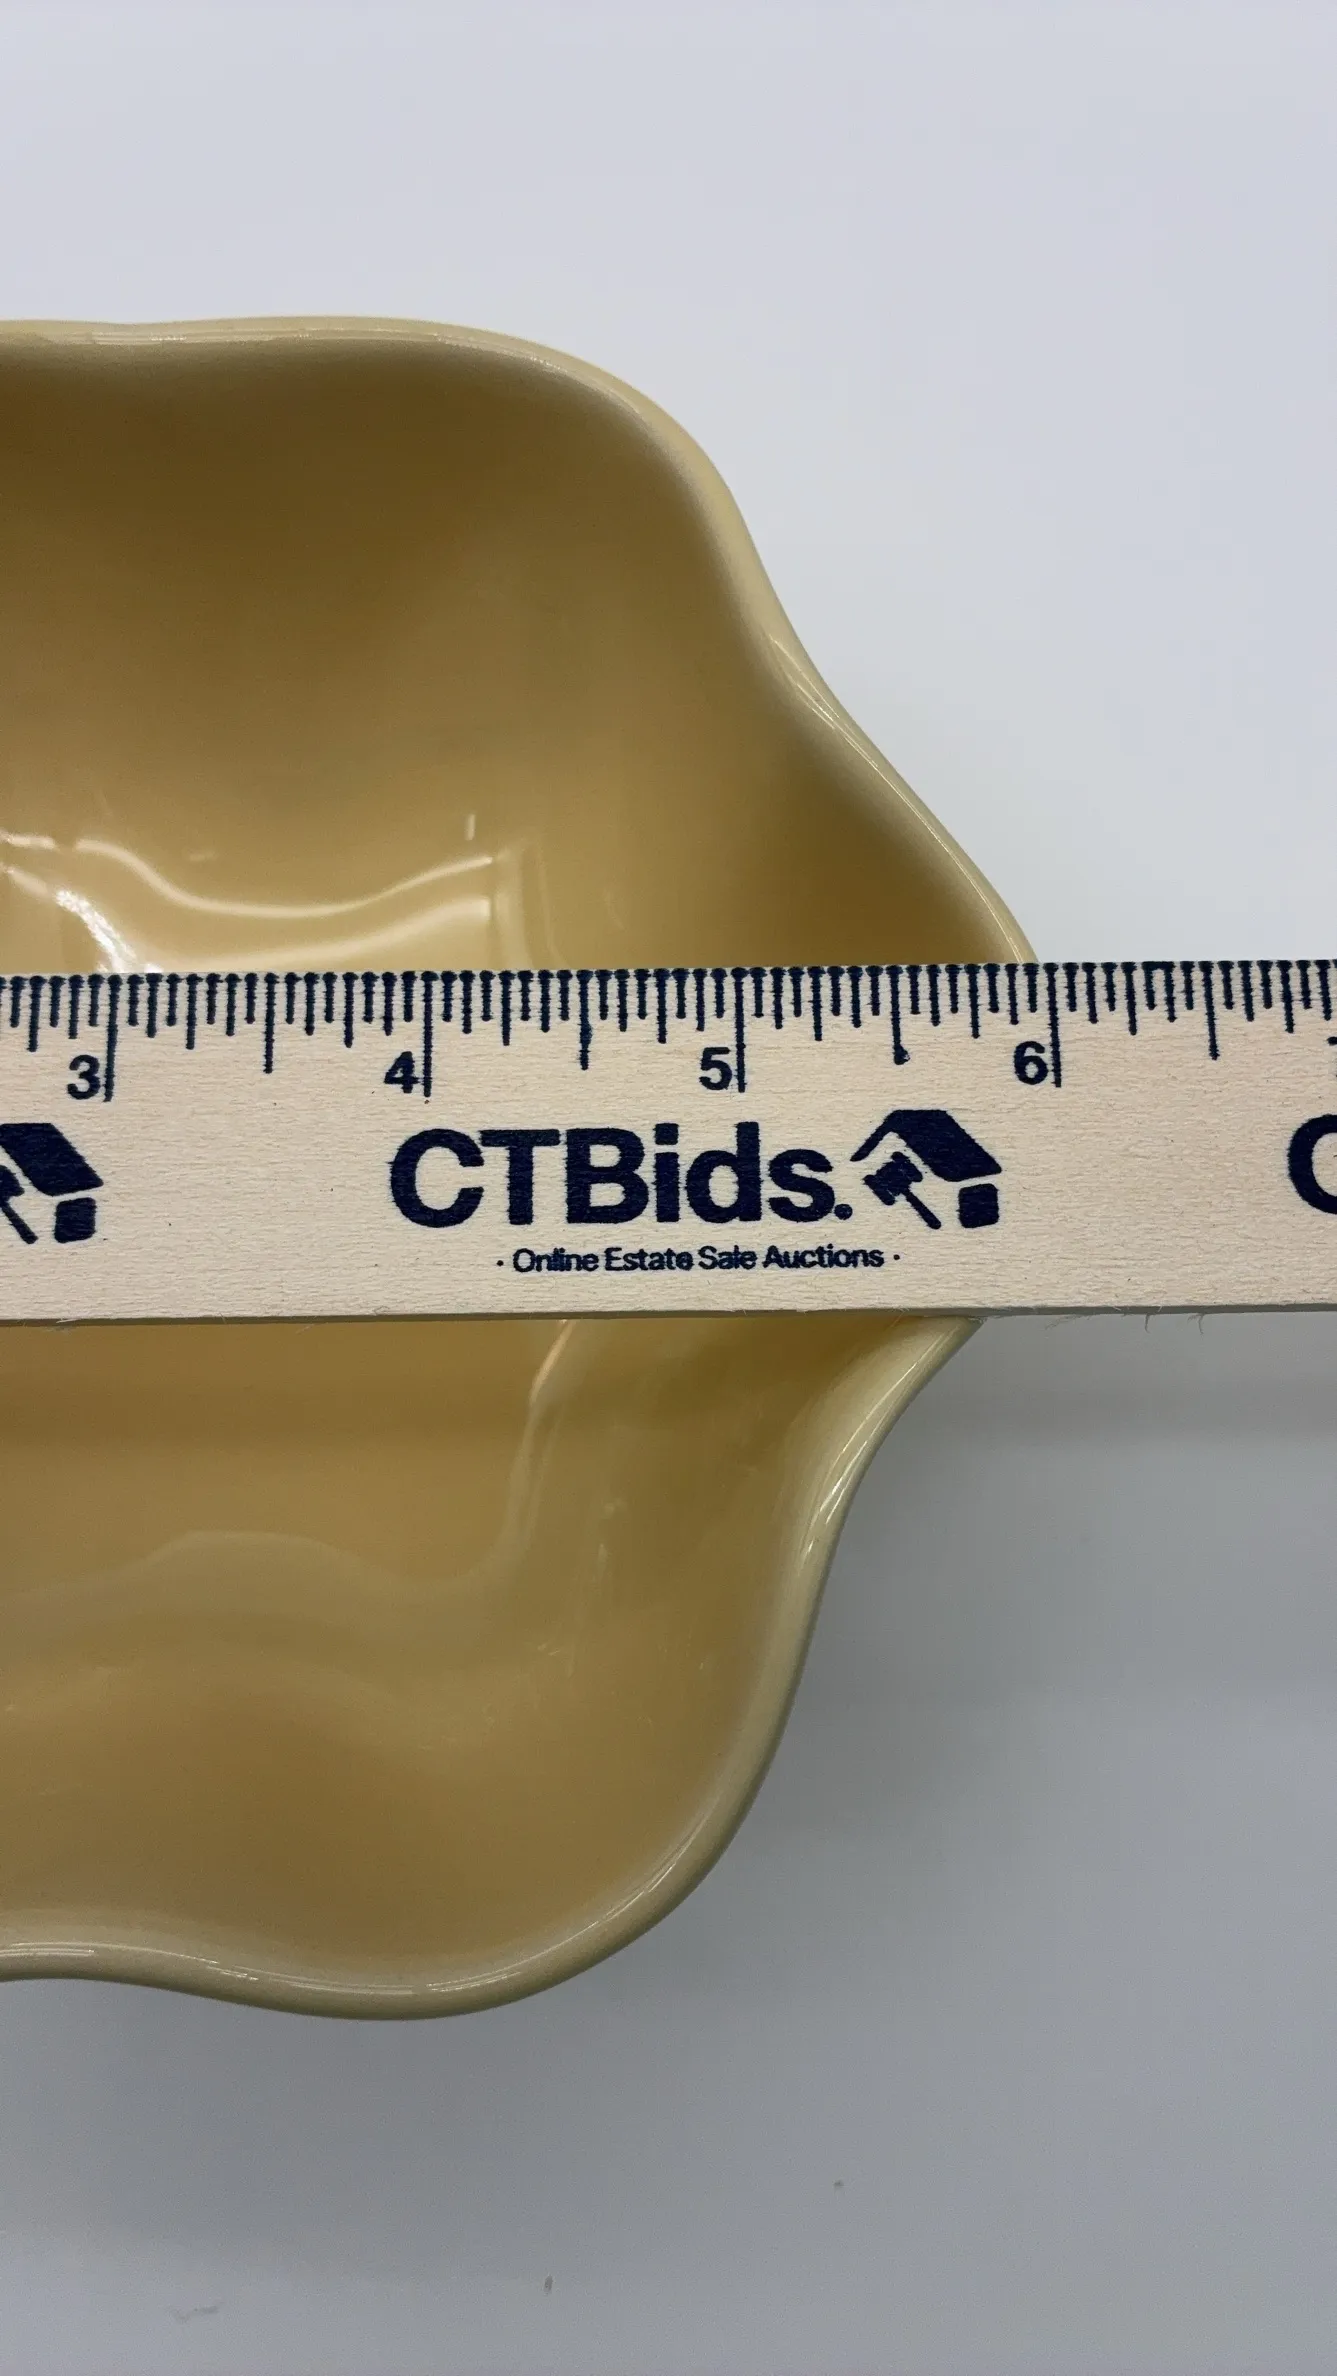 3 4 5 6
CTBids.
· Online Estate Sale Auctions ·